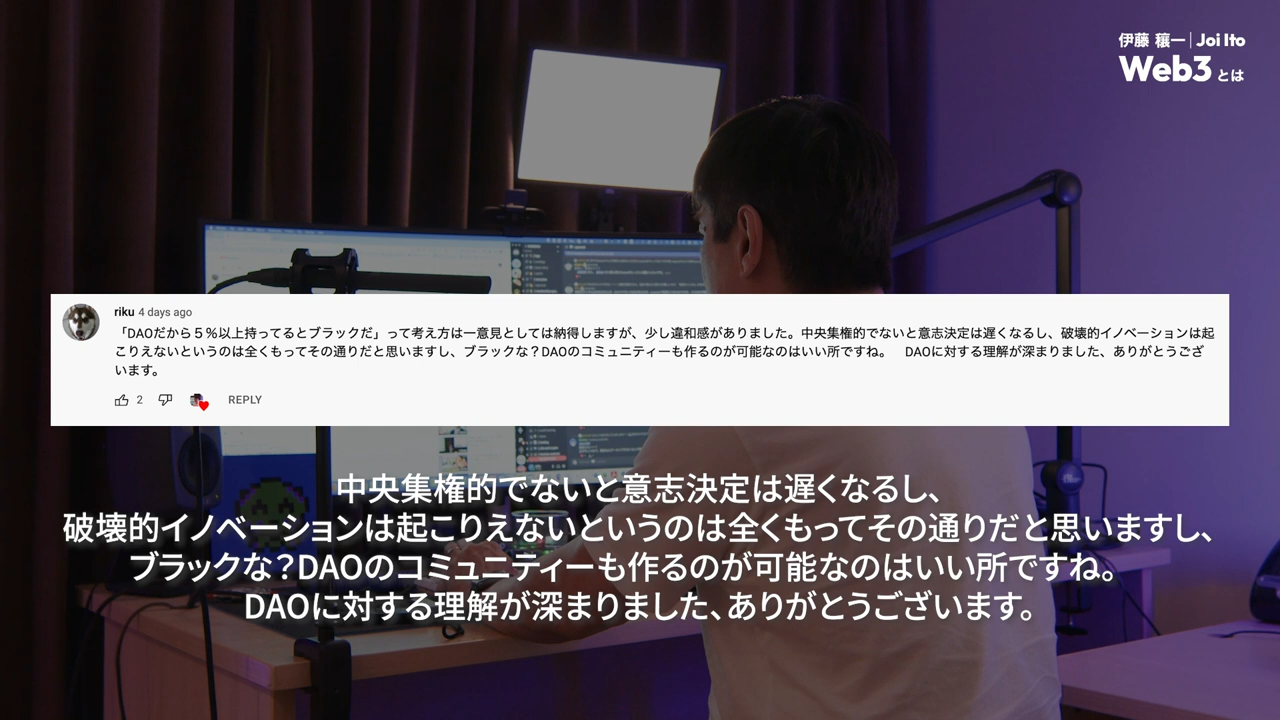 伊藤 穰一 | Joi Ito
Web3 とは
riku 4 days ago
「DAOだから５％以上持ってるとブラックだ」って考え方は一意見としては納得しますが、少し違和感がありました。中央集権的でないと意志決定は遅くなるし、破壊的イノベーションは起
こりえないというのは全くもってその通りだと思いますし、ブラックな？DAOのコミュニティーも作るのが可能なのはいい所ですね。　DAOに対する理解が深まりました、ありがとうござ
います。
2 REPLY
中央集権的でないと意志決定は遅くなるし、
破壊的イノベーションは起こりえないというのは全くもってその通りだと思いますし、
ブラックな？DAOのコミュニティーも作るのが可能なのはいい所ですね。
DAOに対する理解が深まりました、ありがとうございます。